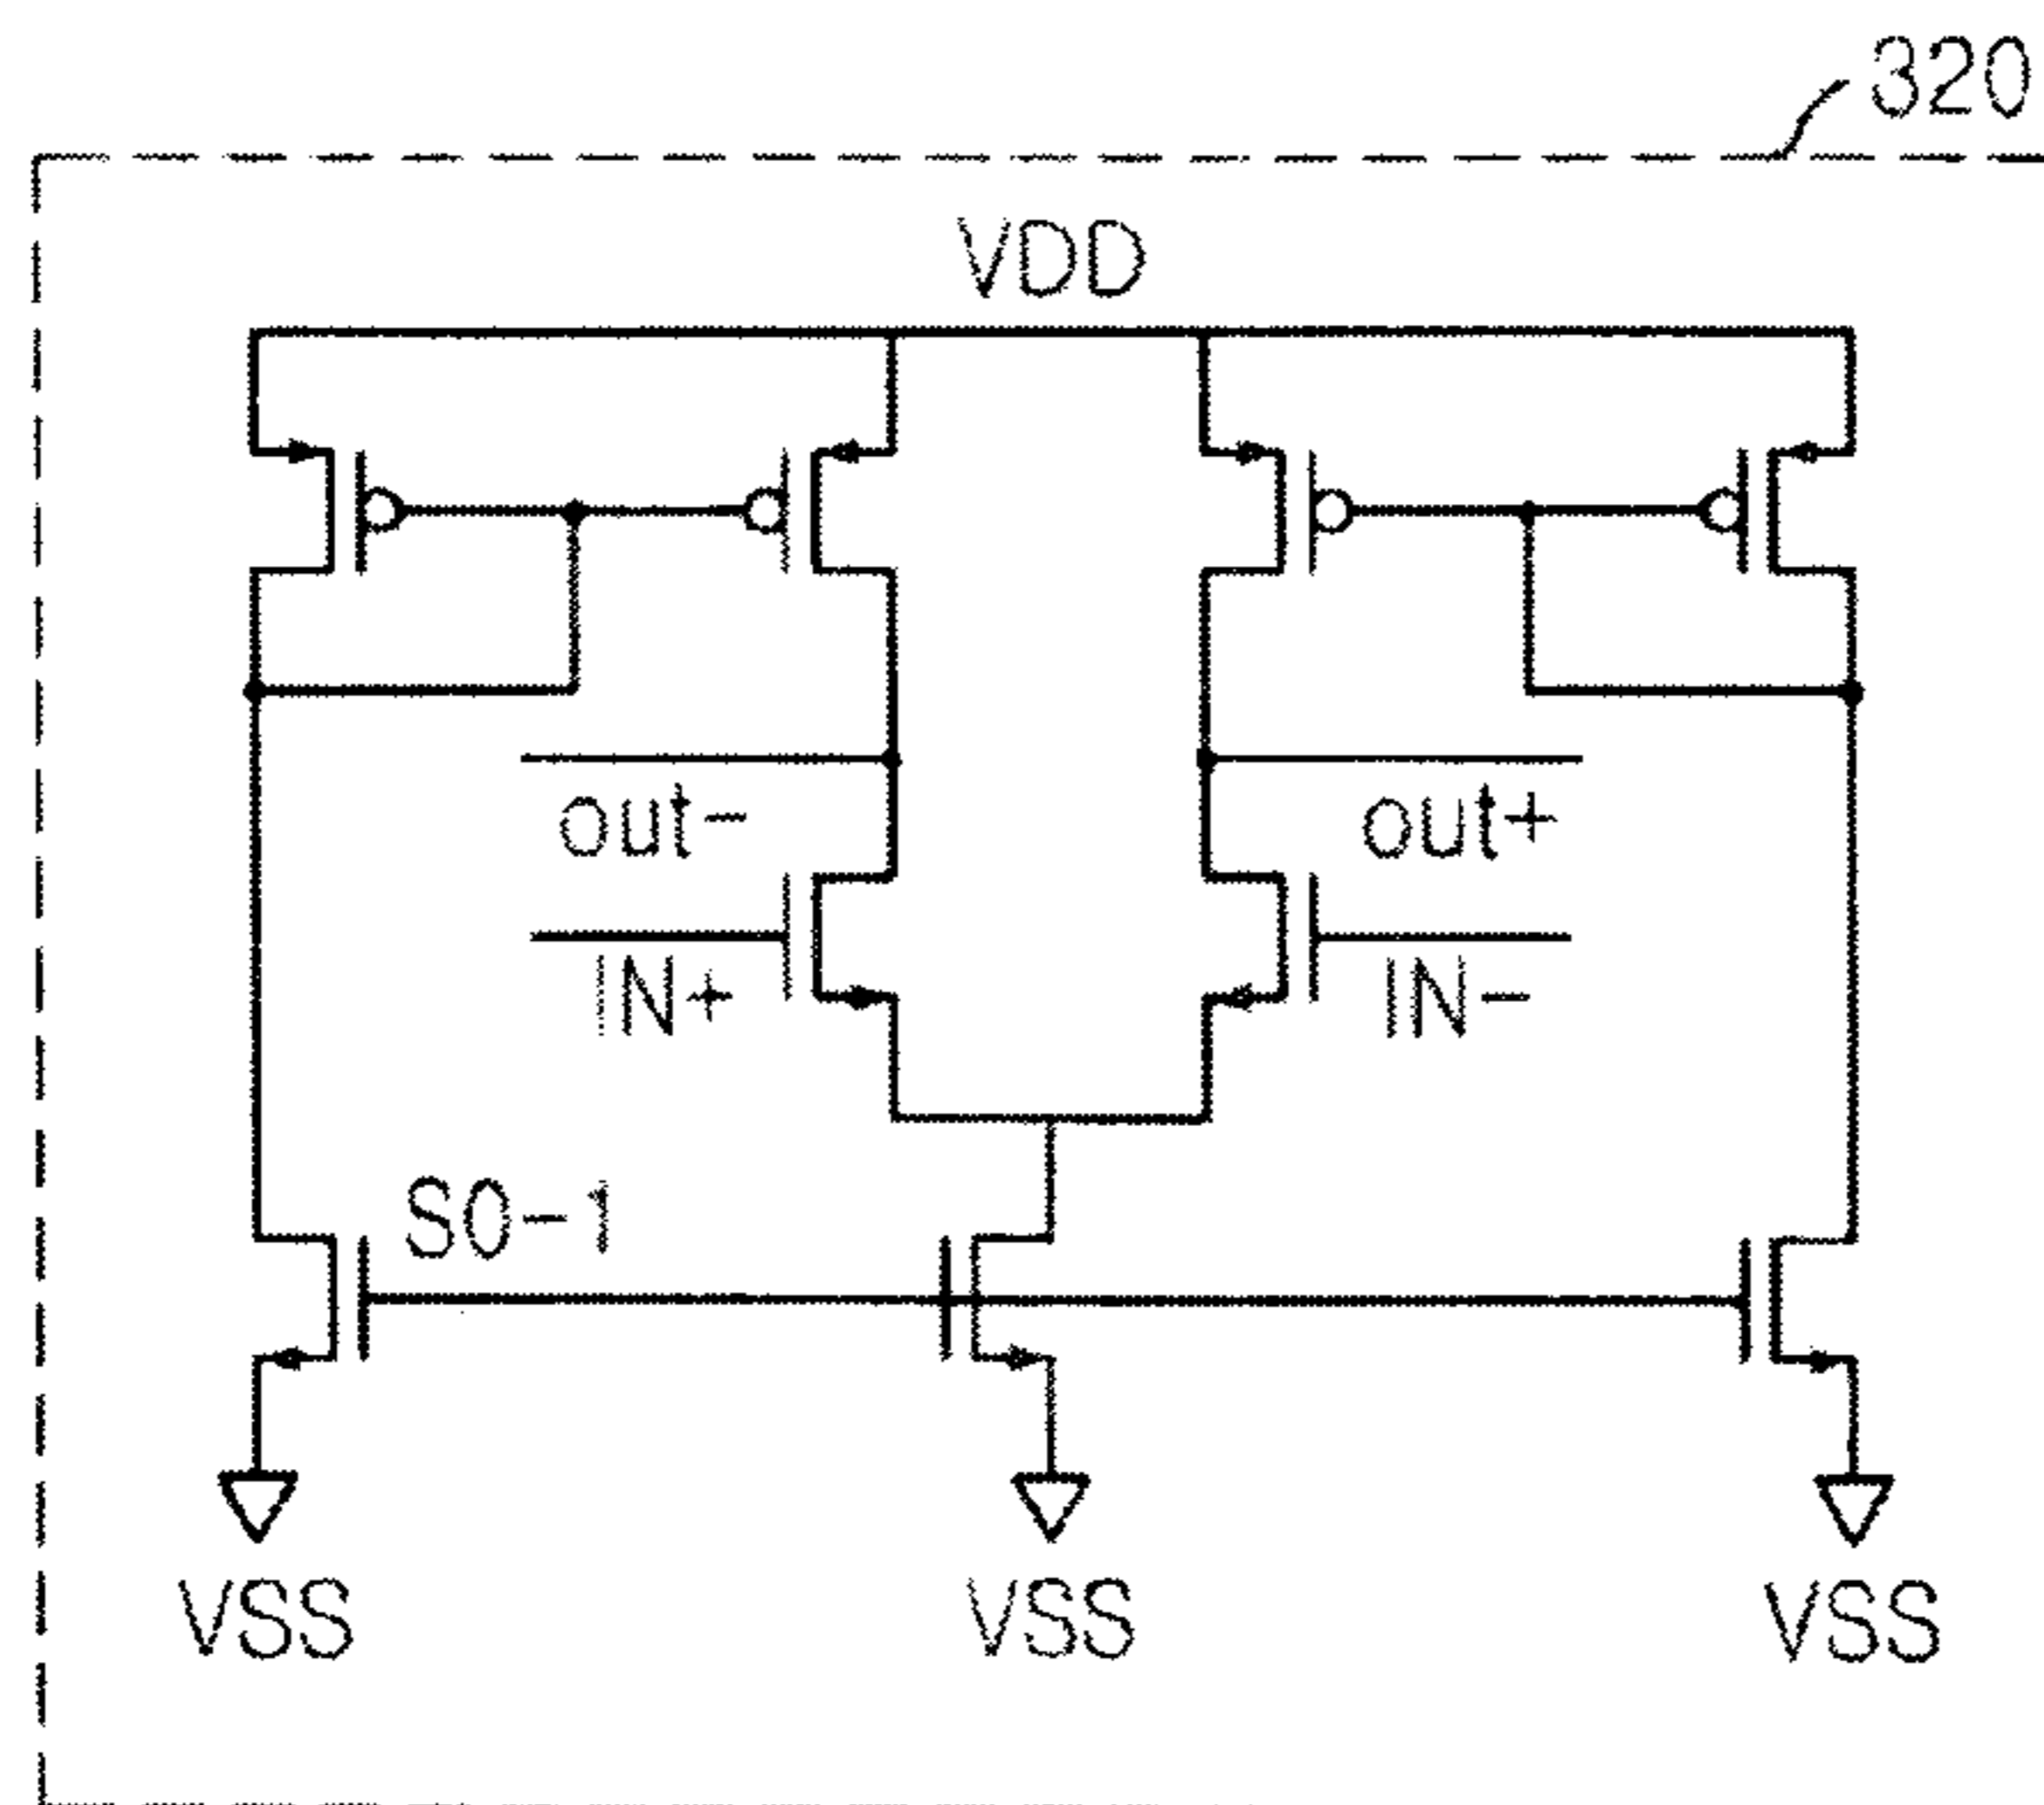 320
VDD
out-
out+
IN+
IN-
S0-1
VSS
VSS
VSS